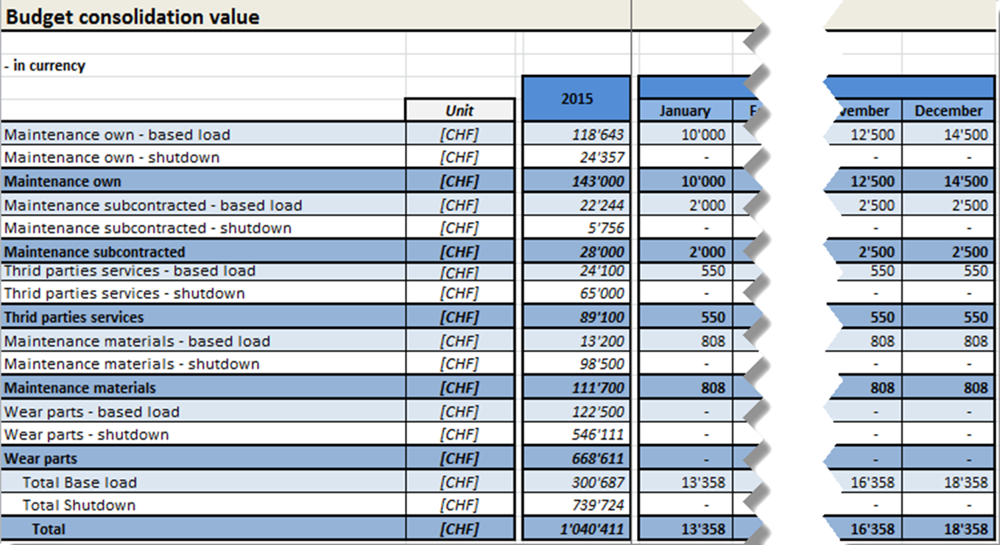 Budget consolidation value
- in currency
2015
Unit January vember December
Maintenance own - based load [CHF] 118'643 10'000 12'500 14'500
Maintenance own - shutdown [CHF] 24'357 - - -
Maintenance own [CHF] 143'000 10'000 12'500 14'500
Maintenance subcontracted - based load [CHF] 22'244 2'000 2'500 2'500
Maintenance subcontracted - shutdown [CHF] 5'756 - - -
Maintenance subcontracted [CHF] 28'000 2'000 2'500 2'500
Thrid parties services - based load [CHF] 24'100 550 550 550
Thrid parties services - shutdown [CHF] 65'000 - - -
Thrid parties services [CHF] 89'100 550 550 550
Maintenance materials - based load [CHF] 13'200 808 808 808
Maintenance materials - shutdown [CHF] 98'500 - - -
Maintenance materials [CHF] 111'700 808 808 808
Wear parts - based load [CHF] 122'500 - - -
Wear parts - shutdown [CHF] 546'111 - - -
Wear parts [CHF] 668'611 - - -
Total Base load [CHF] 300'687 13'358 16'358 18'358
Total Shutdown [CHF] 739'724 - - -
Total [CHF] 1'040'411 13'358 16'358 18'358